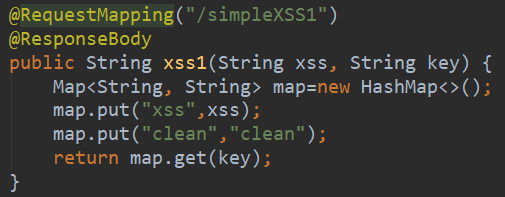 @RequestMapping("/simpleXSS1")
@ResponseBody
public String xss1(String xss, String key) {
    Map<String, String> map=new HashMap<>();
    map.put("xss",xss);
    map.put("clean","clean");
    return map.get(key);
}